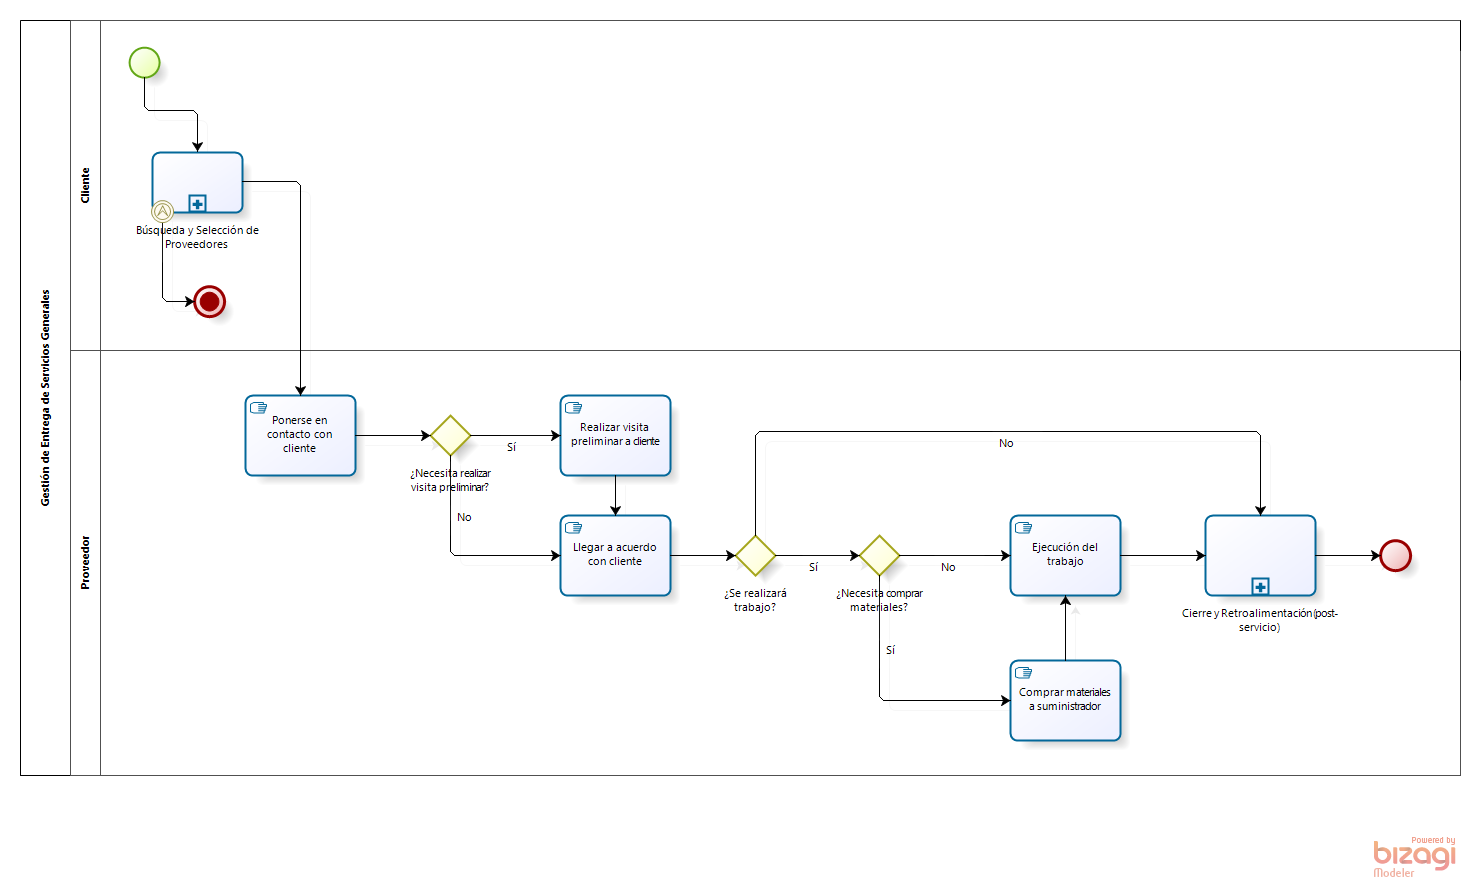 Gestión de Entrega de Servicios Generales
Cliente
Búsqueda y Selección de
Proveedores
Proveedor
Ponerse en
contacto con
cliente
¿Necesita realizar
visita preliminar?
Sí
No
Realizar visita
preliminar a cliente
Llegar a acuerdo
con cliente
¿Se realizará
trabajo?
No
Sí
¿Necesita comprar
materiales?
No
Sí
Ejecución del
trabajo
Comprar materiales
a suministrador
Cierre y Retroalimentación (post-
servicio)
Powered by
bizagi
Modeler